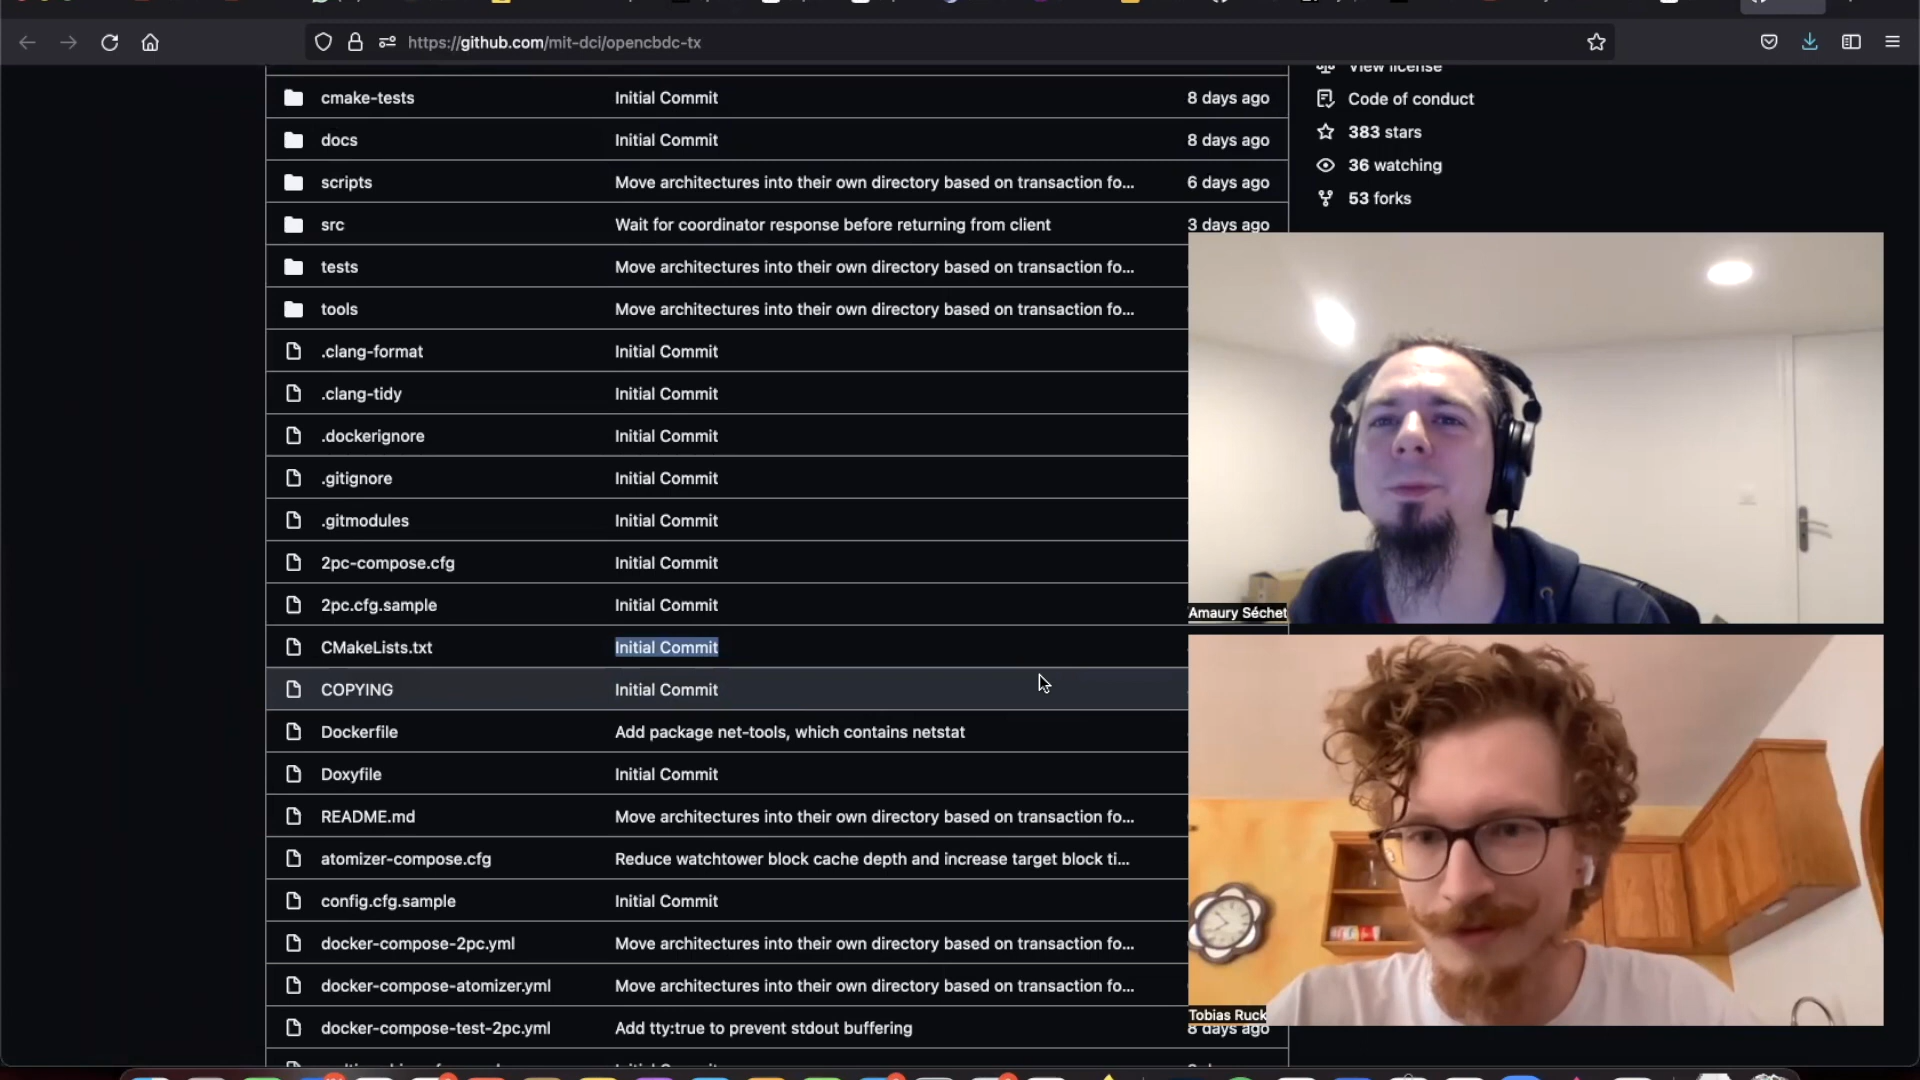 https://github.com/mit-dci/opencbdc-tx
View license
cmake-tests Initial Commit 8 days ago
Code of conduct
383 stars
docs Initial Commit 8 days ago
36 watching
scripts Move architectures into their own directory based on transaction fo... 6 days ago
53 forks
src Wait for coordinator response before returning from client 3 days ago
tests Move architectures into their own directory based on transaction fo...
tools Move architectures into their own directory based on transaction fo...
.clang-format Initial Commit
.clang-tidy Initial Commit
.dockerignore Initial Commit
.gitignore Initial Commit
.gitmodules Initial Commit
2pc-compose.cfg Initial Commit
2pc.cfg.sample Initial Commit
Amaury Séchet
CMakeLists.txt Initial Commit
COPYING Initial Commit
Dockerfile Add package net-tools, which contains netstat
Doxyfile Initial Commit
README.md Move architectures into their own directory based on transaction fo...
atomizer-compose.cfg Reduce watchtower block cache depth and increase target block ti...
config.cfg.sample Initial Commit
docker-compose-2pc.yml Move architectures into their own directory based on transaction fo...
docker-compose-atomizer.yml Move architectures into their own directory based on transaction fo...
Tobias Ruck
docker-compose-test-2pc.yml Add tty:true to prevent stdout buffering 8 days ago